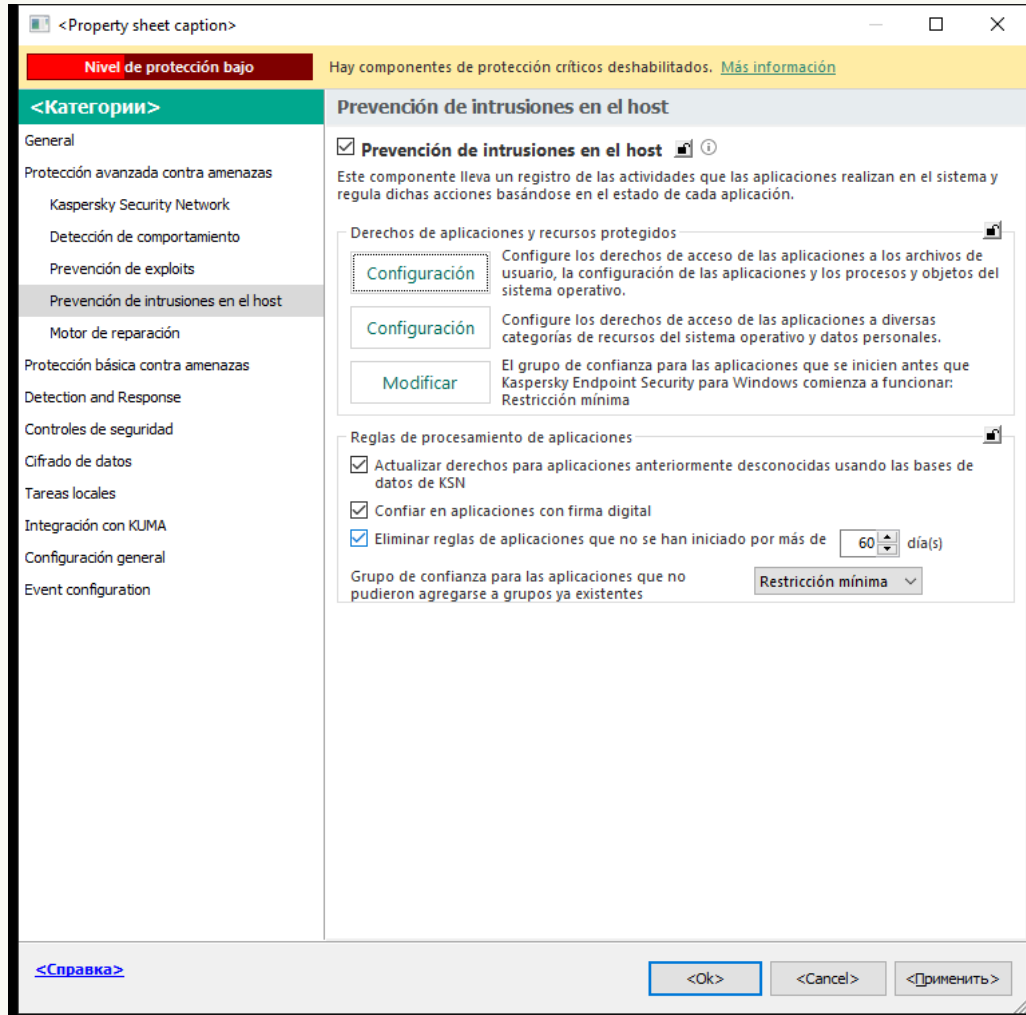 <Property sheet caption>
Nivel de protección bajo
Hay componentes de protección críticos deshabilitados. Más información
<Категории>
General
Protección avanzada contra amenazas
Kaspersky Security Network
Detección de comportamiento
Prevención de exploits
Prevención de intrusiones en el host
Motor de reparación
Protección básica contra amenazas
Detection and Response
Controles de seguridad
Cifrado de datos
Tareas locales
Integración con KUMA
Configuración general
Event configuration
Prevención de intrusiones en el host
Prevención de intrusiones en el host
Este componente lleva un registro de las actividades que las aplicaciones realizan en el sistema y
regula dichas acciones basándose en el estado de cada aplicación.
Derechos de aplicaciones y recursos protegidos
Configuración
Configure los derechos de acceso de las aplicaciones a los archivos de
usuario, la configuración de las aplicaciones y los procesos y objetos del
sistema operativo.
Configuración
Configure los derechos de acceso de las aplicaciones a diversas
categorías de recursos del sistema operativo y datos personales.
Modificar
El grupo de confianza para las aplicaciones que se inicien antes que
Kaspersky Endpoint Security para Windows comienza a funcionar:
Restricción mínima
Reglas de procesamiento de aplicaciones
Actualizar derechos para aplicaciones anteriormente desconocidas usando las bases de
datos de KSN
Confiar en aplicaciones con firma digital
Eliminar reglas de aplicaciones que no se han iniciado por más de 60 día(s)
Grupo de confianza para las aplicaciones que no
pudieron agregarse a grupos ya existentes
Restricción mínima
<Справка>
<Ok>
<Cancel>
<Применить>